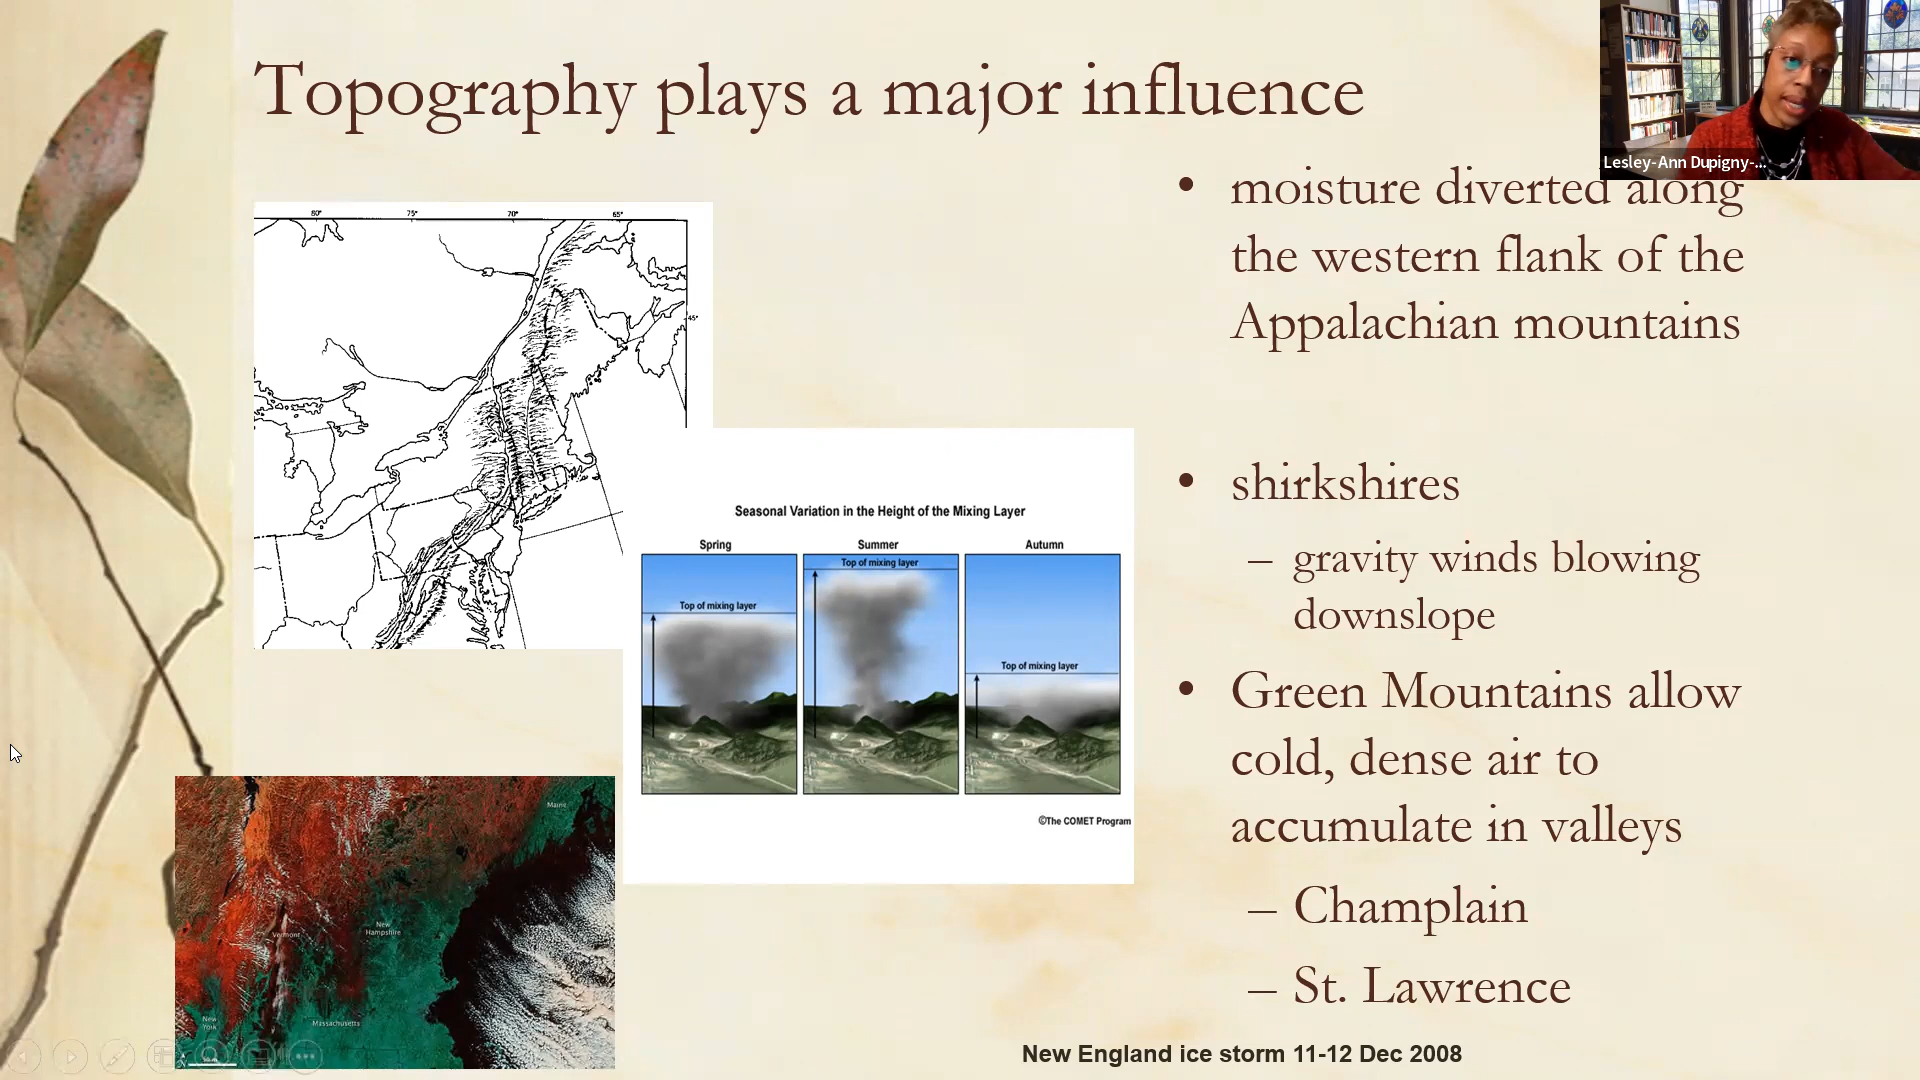 Topography plays a major influence
Lesley-Ann Dupigny-...
• moisture diverted along
the western flank of the
Appalachian mountains
• shirkshires
– gravity winds blowing
downslope
• Green Mountains allow
cold, dense air to
accumulate in valleys
– Champlain
– St. Lawrence
80° 75° 70° 65°
45°
Seasonal Variation in the Height of the Mixing Layer
Spring Summer Autumn
Top of mixing layer
Top of mixing layer
Top of mixing layer
©The COMET Program
Maine
New
Hampshire
Vermont
New
York
Massachusetts
New England ice storm 11-12 Dec 2008